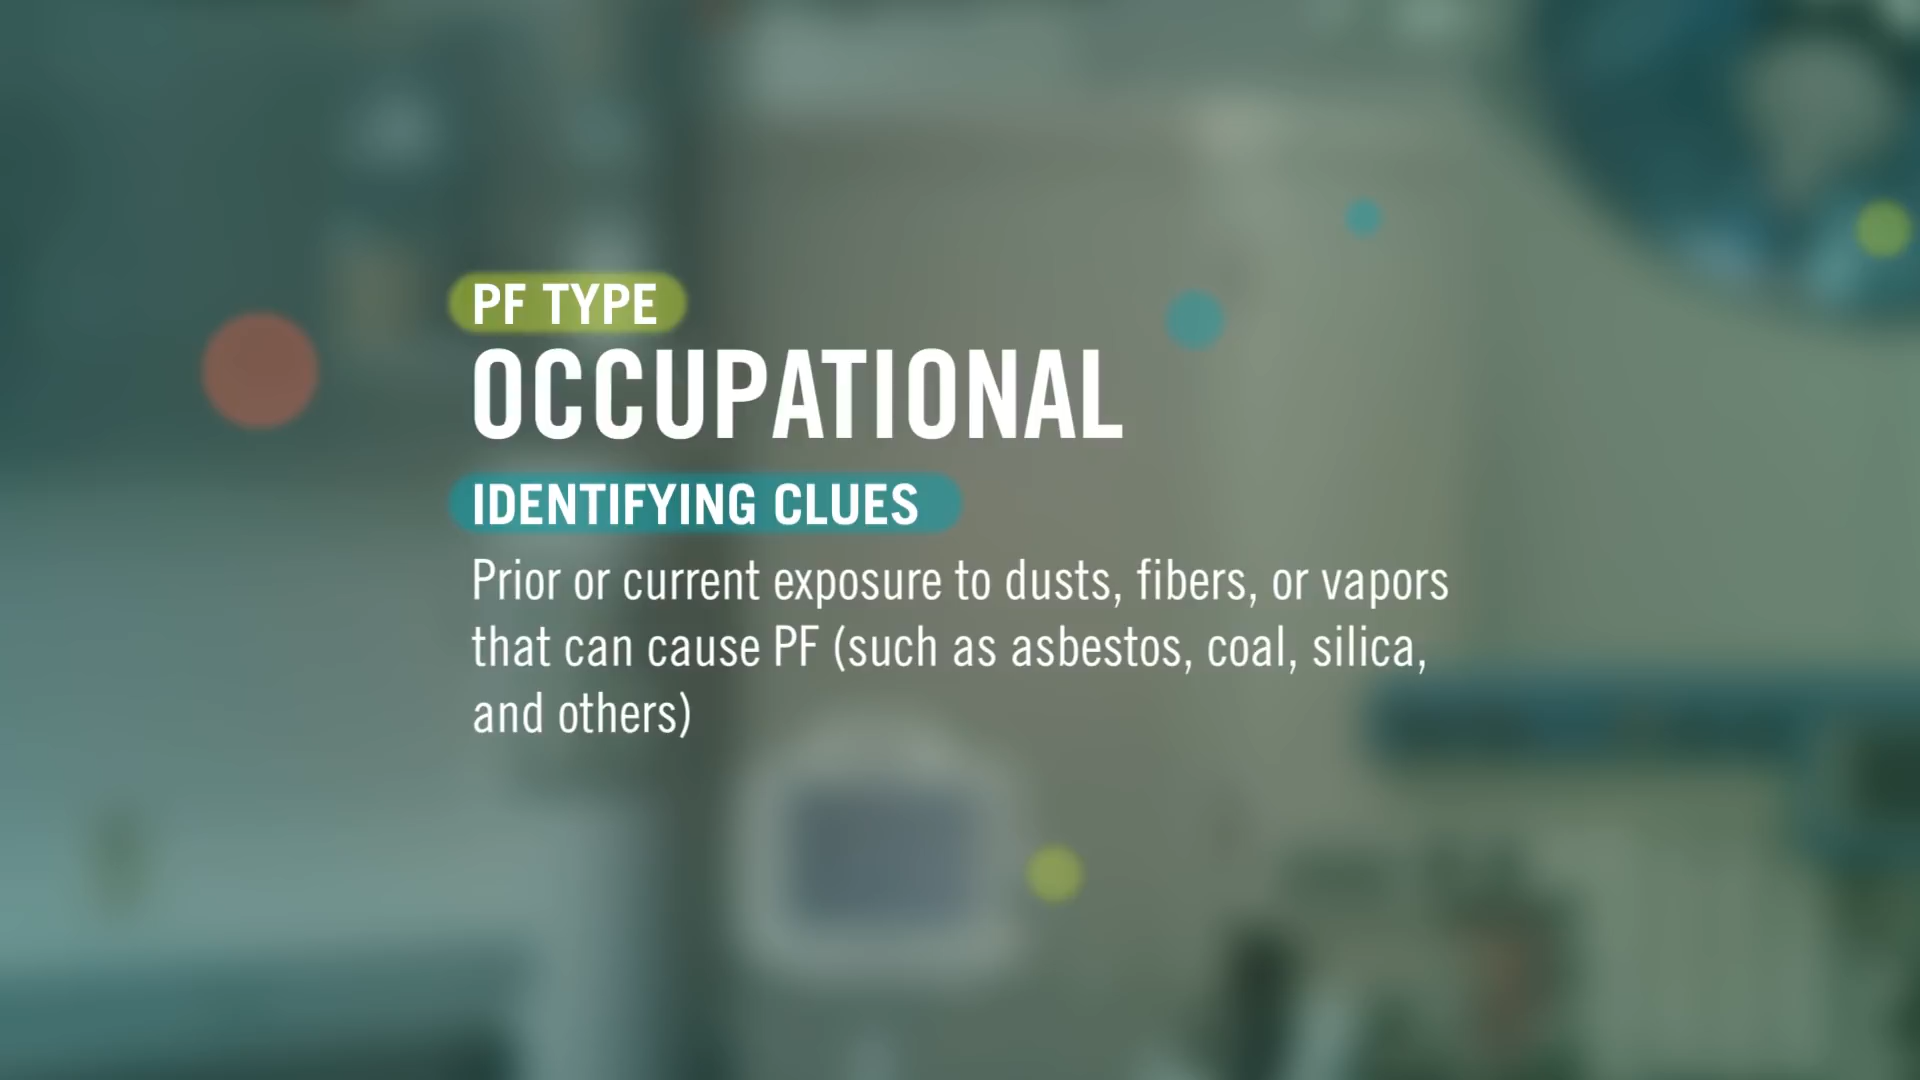 PF TYPE
OCCUPATIONAL
IDENTIFYING CLUES
Prior or current exposure to dusts, fibers, or vapors
that can cause PF (such as asbestos, coal, silica,
and others)